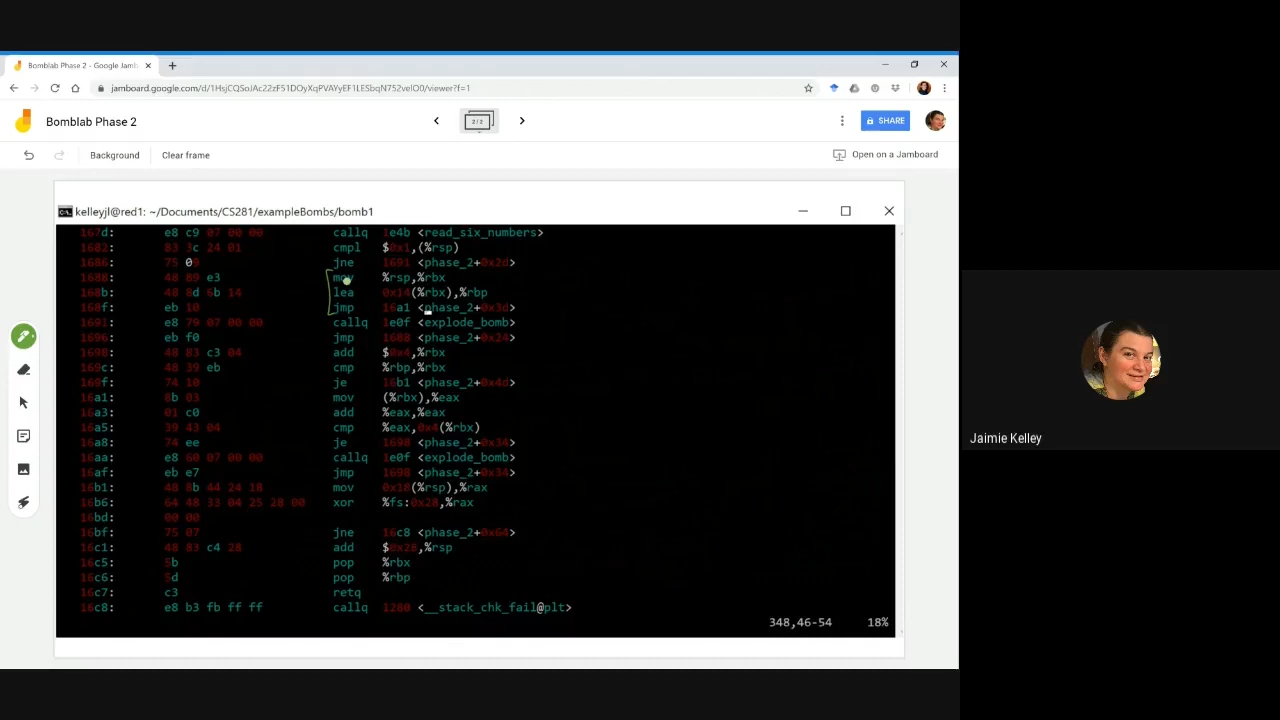 Bomblab Phase 2 - Google Jamb
jamboard.google.com/d/1HsjCQSoJAc22zF51DOyXqPVAYyEF1LESbqN752velO0/viewer?f=1
Bomblab Phase 2
2/2
SHARE
Background
Clear frame
Open on a Jamboard
kelleyjl@red1: ~/Documents/CS281/exampleBombs/bomb1
167d: e8 c9 07 00 00 callq 1e4b <read_six_numbers>
1682: 83 3c 24 01 cmpl $0x1,(%rsp)
1686: 75 09 jne 1691 <phase_2+0x2d>
1688: 48 89 e3 mov %rsp,%rbx
168b: 48 8d 6b 14 lea 0x14(%rbx),%rbp
168f: eb 10 jmp 16a1 <phase_2+0x3d>
1691: e8 79 07 00 00 callq 1e0f <explode_bomb>
1696: eb f0 jmp 1688 <phase_2+0x24>
1698: 48 83 c3 04 add $0x4,%rbx
169c: 48 39 eb cmp %rbp,%rbx
169f: 74 10 je 16b1 <phase_2+0x4d>
16a1: 8b 03 mov (%rbx),%eax
16a3: 01 c0 add %eax,%eax
16a5: 39 43 04 cmp %eax,0x4(%rbx)
16a8: 74 ee je 1698 <phase_2+0x34>
16aa: e8 60 07 00 00 callq 1e0f <explode_bomb>
16af: eb e7 jmp 1698 <phase_2+0x34>
16b1: 48 8b 44 24 18 mov 0x18(%rsp),%rax
16b6: 64 48 33 04 25 28 00 xor %fs:0x28,%rax
16bd: 00 00
16bf: 75 07 jne 16c8 <phase_2+0x64>
16c1: 48 83 c4 28 add $0x28,%rsp
16c5: 5b pop %rbx
16c6: 5d pop %rbp
16c7: c3 retq
16c8: e8 b3 fb ff ff callq 1280 <__stack_chk_fail@plt>
348,46-54 18%
Jaimie Kelley